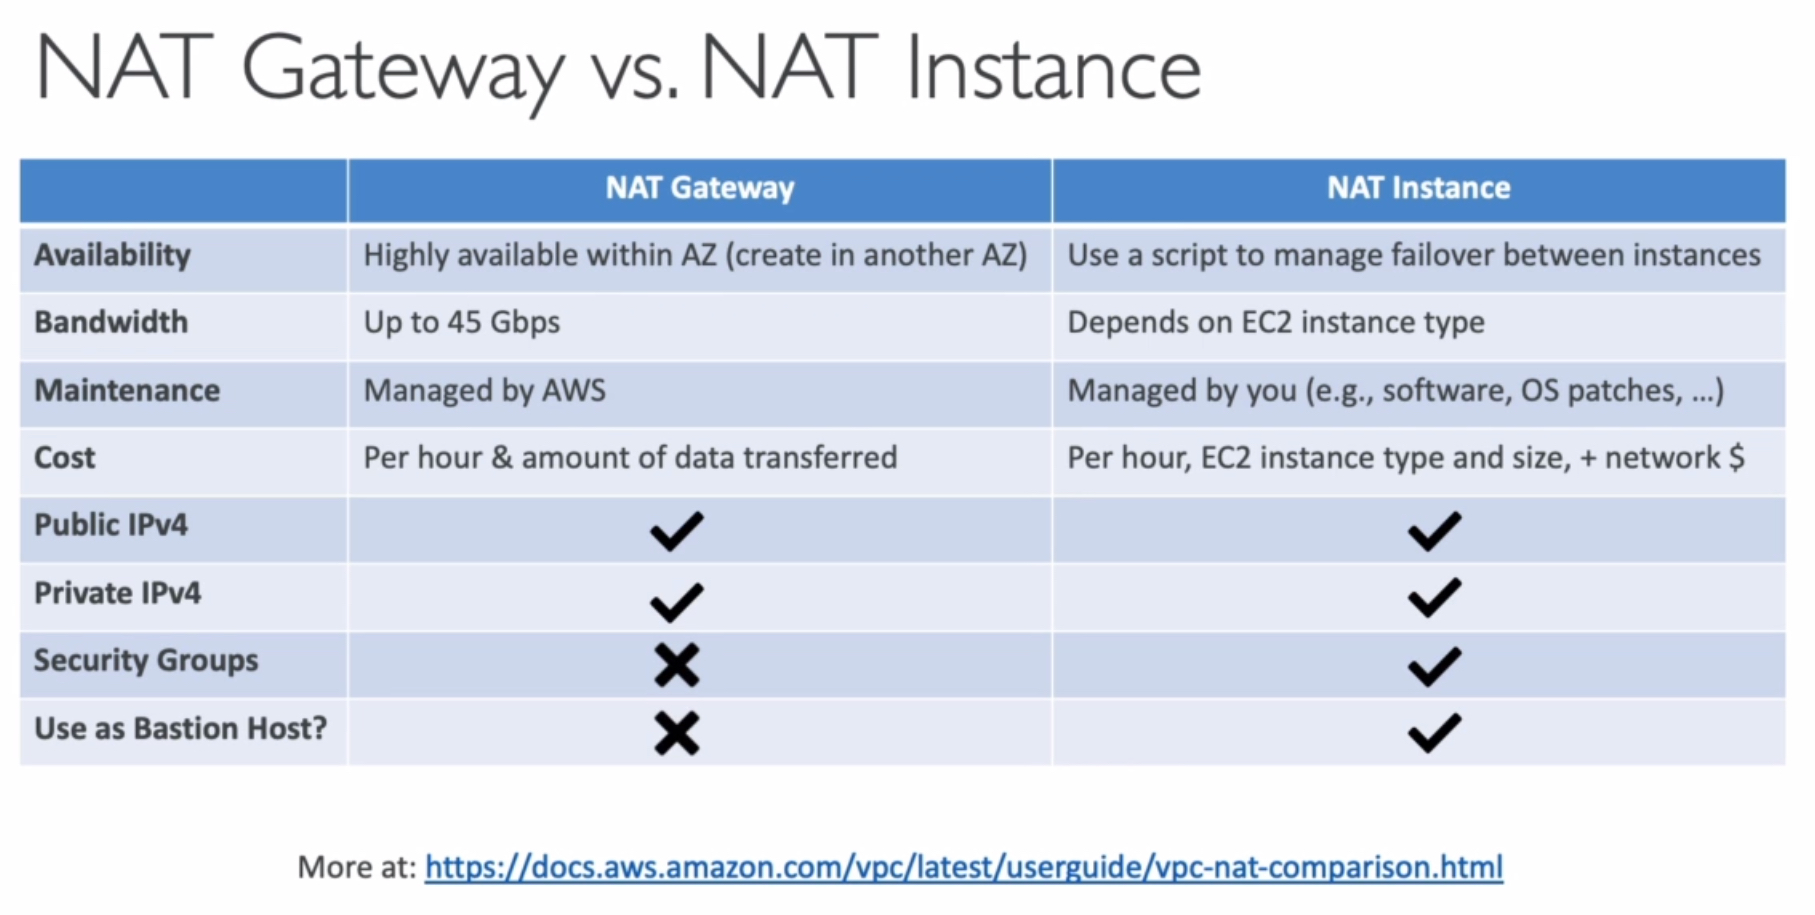 NAT Gateway vs. NAT Instance
NAT Gateway NAT Instance
Availability Highly available within AZ (create in another AZ) Use a script to manage failover between instances
Bandwidth Up to 45 Gbps Depends on EC2 instance type
Maintenance Managed by AWS Managed by you (e.g., software, OS patches, ...)
Cost Per hour & amount of data transferred Per hour, EC2 instance type and size, + network $
Public IPv4 ✔ ✔
Private IPv4 ✔ ✔
Security Groups ✖ ✔
Use as Bastion Host? ✖ ✔
More at: https://docs.aws.amazon.com/vpc/latest/userguide/vpc-nat-comparison.html